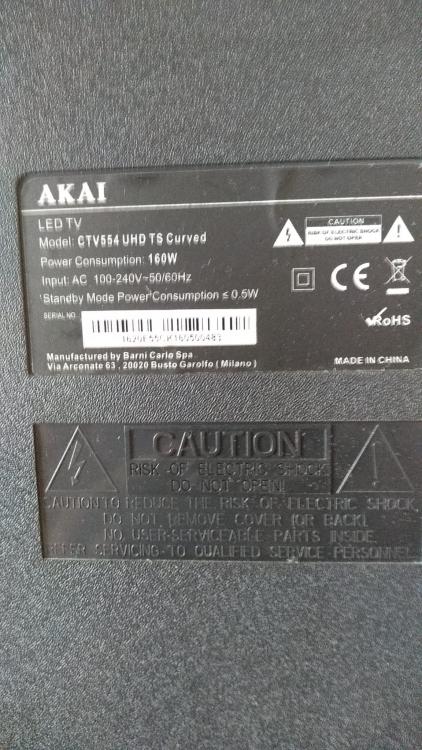 AKAI
LED TV
Model: CTV554 UHD TS Curved
Power Consumption: 160W
Input: AC 100-240V~50/60Hz
Standby Mode Power Consumption ≤ 0.5W
SERIAL NO.
Manufactured by Barni Carlo Spa
Via Arconate 63, 20020 Busto Garolfo ( Milano )
CAUTION
RISK OF ELECTRIC SHOCK
DO NOT OPEN
CE
RoHS
MADE IN CHINA
CAUTION
RISK OF ELECTRIC SHOCK
DO NOT OPEN!
CAUTION TO REDUCE THE RISK OF ELECTRIC SHOCK,
DO NOT REMOVE COVER (OR BACK).
NO USER-SERVICEABLE PARTS INSIDE.
REFER SERVICING TO QUALIFIED SERVICE PERSONNEL.